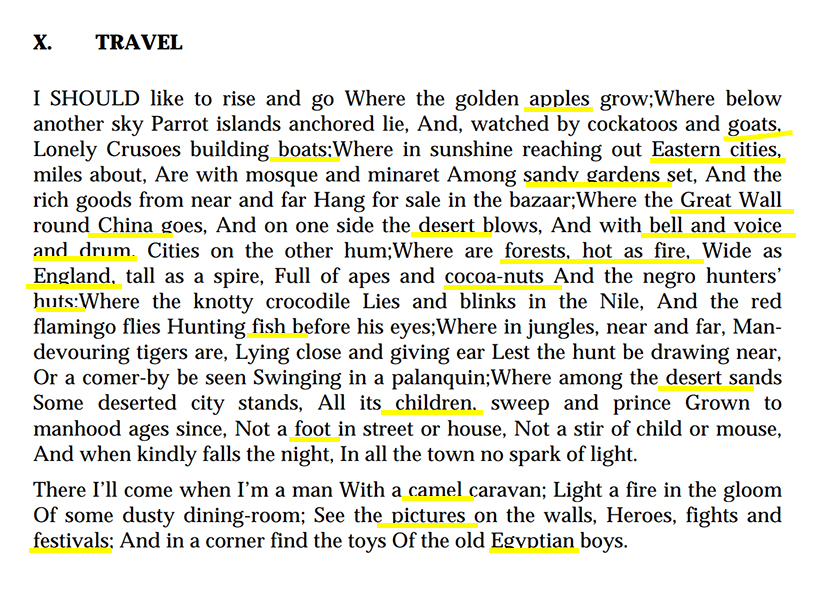 X. TRAVEL
I SHOULD like to rise and go Where the golden apples grow;Where below
another sky Parrot islands anchored lie, And, watched by cockatoos and goats,
Lonely Crusoes building boats;Where in sunshine reaching out Eastern cities,
miles about, Are with mosque and minaret Among sandy gardens set, And the
rich goods from near and far Hang for sale in the bazaar;Where the Great Wall
round China goes, And on one side the desert blows, And with bell and voice
and drum, Cities on the other hum;Where are forests, hot as fire, Wide as
England, tall as a spire, Full of apes and cocoa-nuts And the negro hunters’
huts;Where the knotty crocodile Lies and blinks in the Nile, And the red
flamingo flies Hunting fish before his eyes;Where in jungles, near and far, Man-
devouring tigers are, Lying close and giving ear Lest the hunt be drawing near,
Or a comer-by be seen Swinging in a palanquin;Where among the desert sands
Some deserted city stands, All its children, sweep and prince Grown to
manhood ages since, Not a foot in street or house, Not a stir of child or mouse,
And when kindly falls the night, In all the town no spark of light.
There I’ll come when I’m a man With a camel caravan; Light a fire in the gloom
Of some dusty dining-room; See the pictures on the walls, Heroes, fights and
festivals; And in a corner find the toys Of the old Egyptian boys.